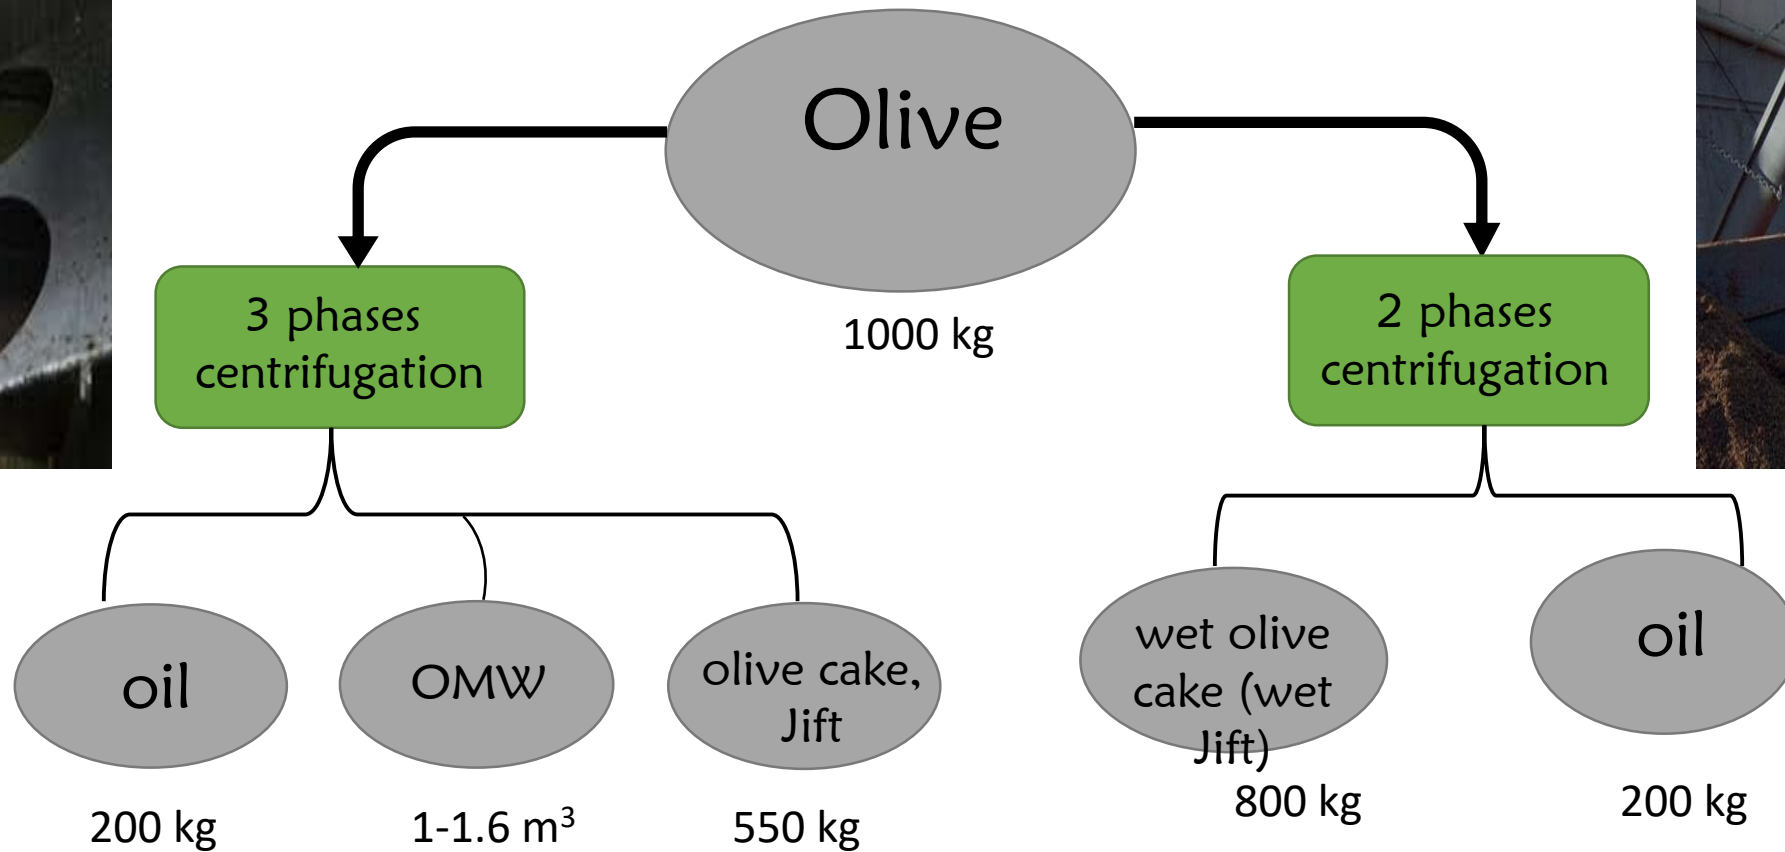 Olive
1000 kg
3 phases
centrifugation
2 phases
centrifugation
oil
200 kg
OMW
1-1.6 m³
olive cake,
Jift
550 kg
wet olive
cake (wet
Jift)
800 kg
oil
200 kg